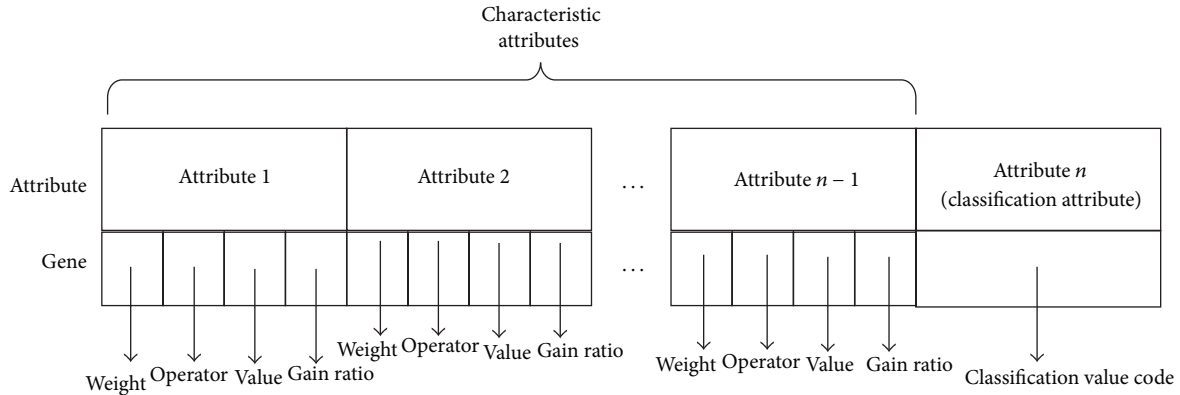 Characteristic
attributes
Attribute
Attribute 1
Attribute 2
...
Attribute n − 1
Attribute n
(classification attribute)
Gene
...
Weight
Operator
Value
Gain ratio
Weight
Operator
Value
Gain ratio
Weight
Operator
Value
Gain ratio
Classification value code